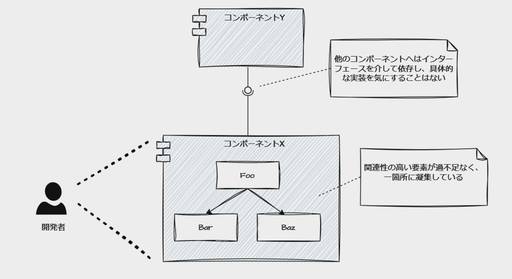 コンポーネントY
他のコンポーネントへはインター
フェースを介して依存し、具体的
な実装を気にすることはない
コンポーネントX
関連性の高い要素が過不足なく、
一箇所に凝集している
Foo
Bar
Baz
開発者